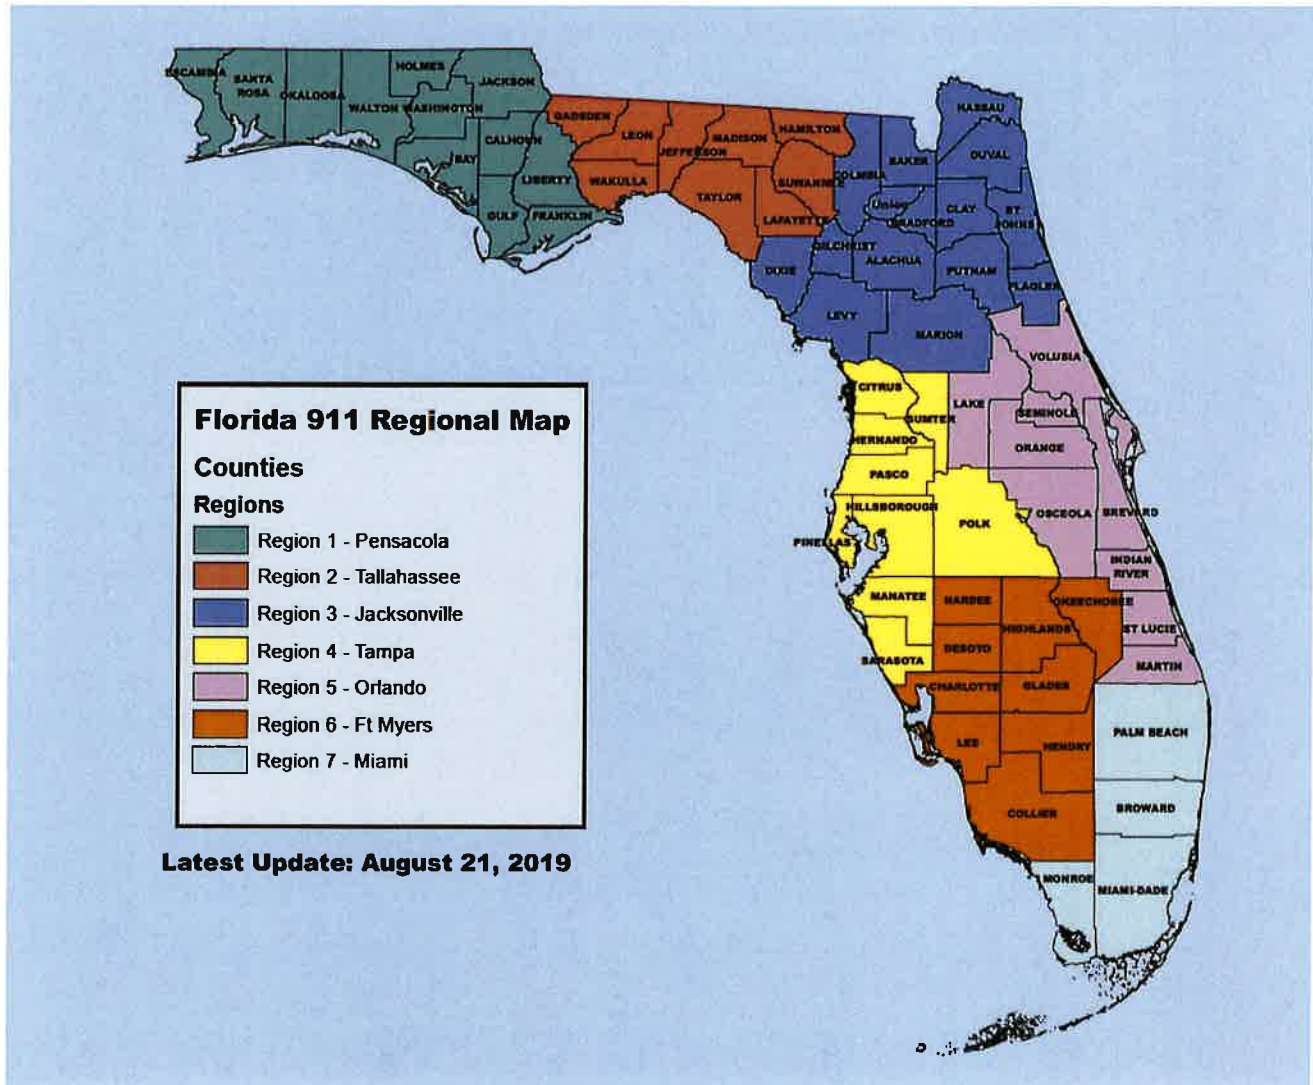 ESCAMBIA
SANTA
ROSA
OKALOOSA
WALTON
HOLMES
WASHINGTON
JACKSON
BAY
CALHOUN
GULF
LIBERTY
FRANKLIN
GADSDEN
LEON
WAKULLA
JEFFERSON
MADISON
TAYLOR
HAMILTON
SUWANNEE
LAFAYETTE
COLMBIA
BAKER
NASSAU
DUVAL
Union
BRADFORD
CLAY
ST
JOHNS
GILCHRIST
ALACHUA
PUTNAM
FLAGLER
DIXIE
LEVY
MARION
VOLUSIA
CITRUS
SUMTER
LAKE
SEMINOLE
HERNANDO
ORANGE
PASCO
HILLSBOROUGH
PINELLAS
POLK
OSCEOLA
BREVARD
INDIAN
RIVER
MANATEE
HARDEE
OKEECHOBEE
HIGHLANDS
ST LUCIE
DESOTO
SARASOTA
MARTIN
CHARLOTTE
GLADES
LEE
HENDRY
PALM BEACH
COLLIER
BROWARD
MONROE
MIAMI-DADE
Florida 911 Regional Map
Counties
Regions
Region 1 - Pensacola
Region 2 - Tallahassee
Region 3 - Jacksonville
Region 4 - Tampa
Region 5 - Orlando
Region 6 - Ft Myers
Region 7 - Miami
Latest Update: August 21, 2019